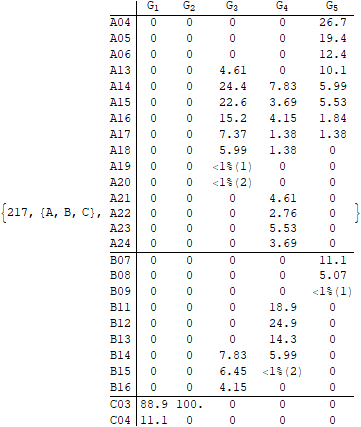 G1 G2 G3 G4 G5
A04 0 0 0 0 26.7
A05 0 0 0 0 19.4
A06 0 0 0 0 12.4
A13 0 0 4.61 0 10.1
A14 0 0 24.4 7.83 5.99
A15 0 0 22.6 3.69 5.53
A16 0 0 15.2 4.15 1.84
A17 0 0 7.37 1.38 1.38
A18 0 0 5.99 1.38 0
A19 0 0 <1%(1) 0 0
A20 0 0 <1%(2) 0 0
A21 0 0 0 4.61 0
{217, {A, B, C}, A22 0 0 0 2.76 0 }
A23 0 0 0 5.53 0
A24 0 0 0 3.69 0
B07 0 0 0 0 11.1
B08 0 0 0 0 5.07
B09 0 0 0 0 <1%(1)
B11 0 0 0 18.9 0
B12 0 0 0 24.9 0
B13 0 0 0 14.3 0
B14 0 0 7.83 5.99 0
B15 0 0 6.45 <1%(2) 0
B16 0 0 4.15 0 0
C03 88.9 100. 0 0 0
C04 11.1 0 0 0 0